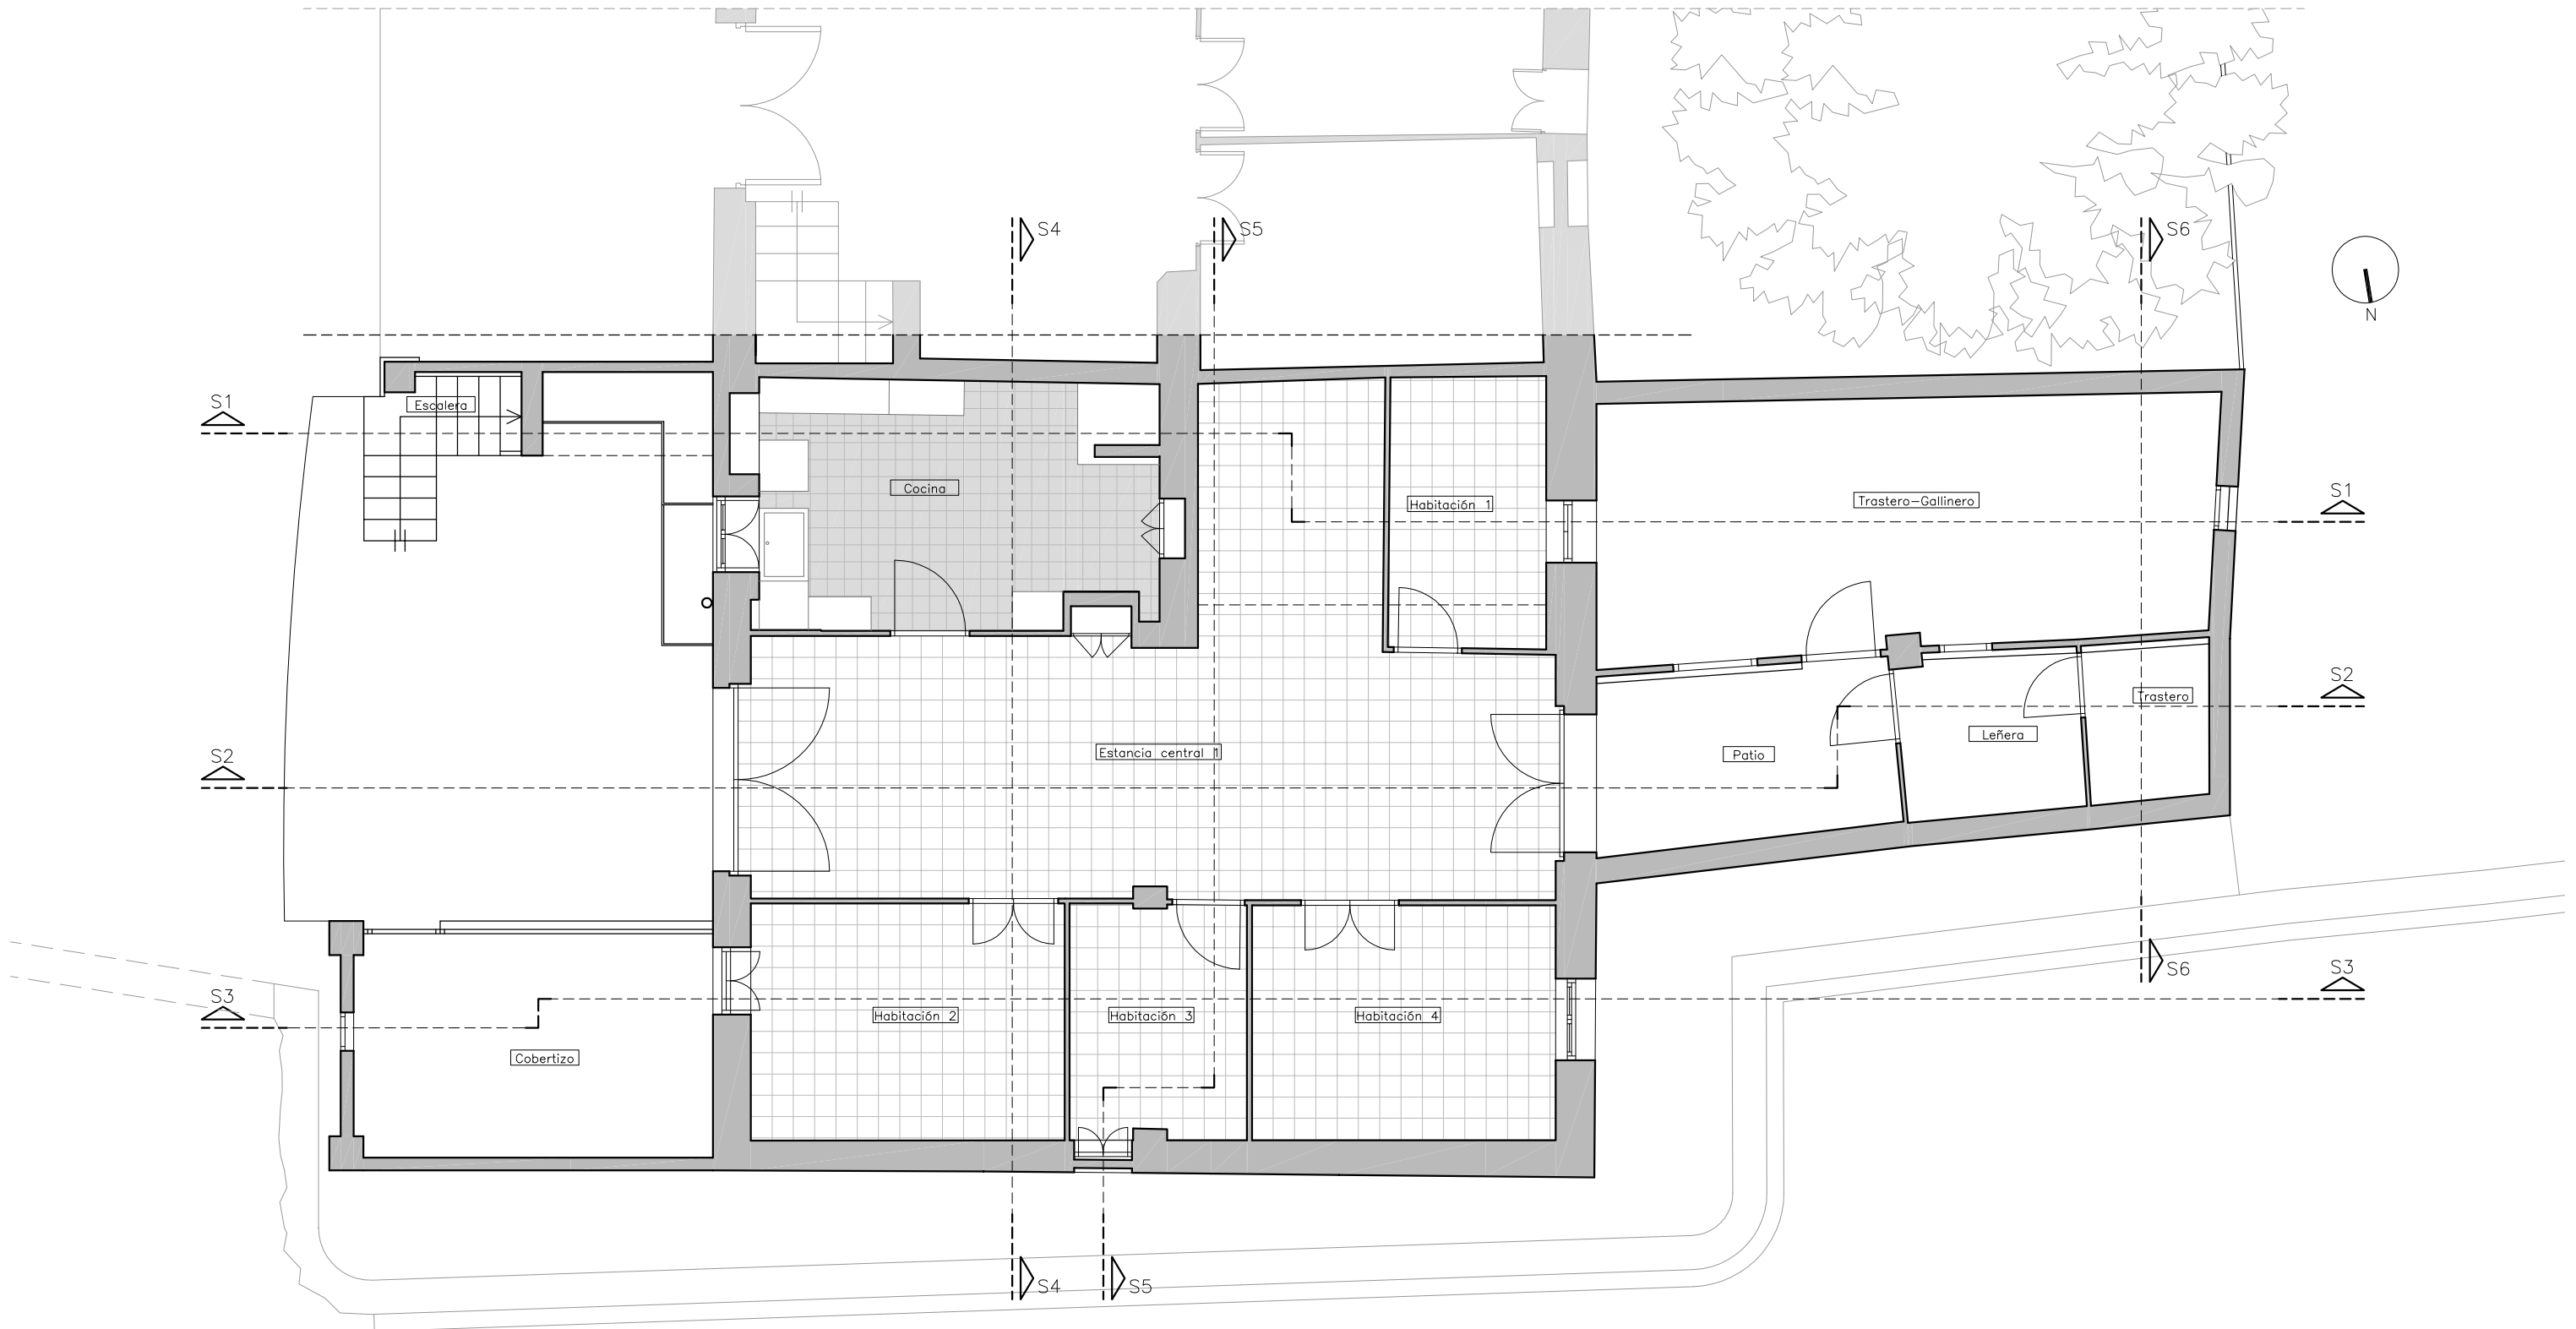 S4
S5
S6
N
S1
Escalera
Cocina
Habitación 1
Trastero-Gallinero
S1
S2
Trastero
Leñera
Patio
Estancia central 1
S2
S6
S3
S3
Habitación 2
Habitación 3
Habitación 4
Cobertizo
S4
S5